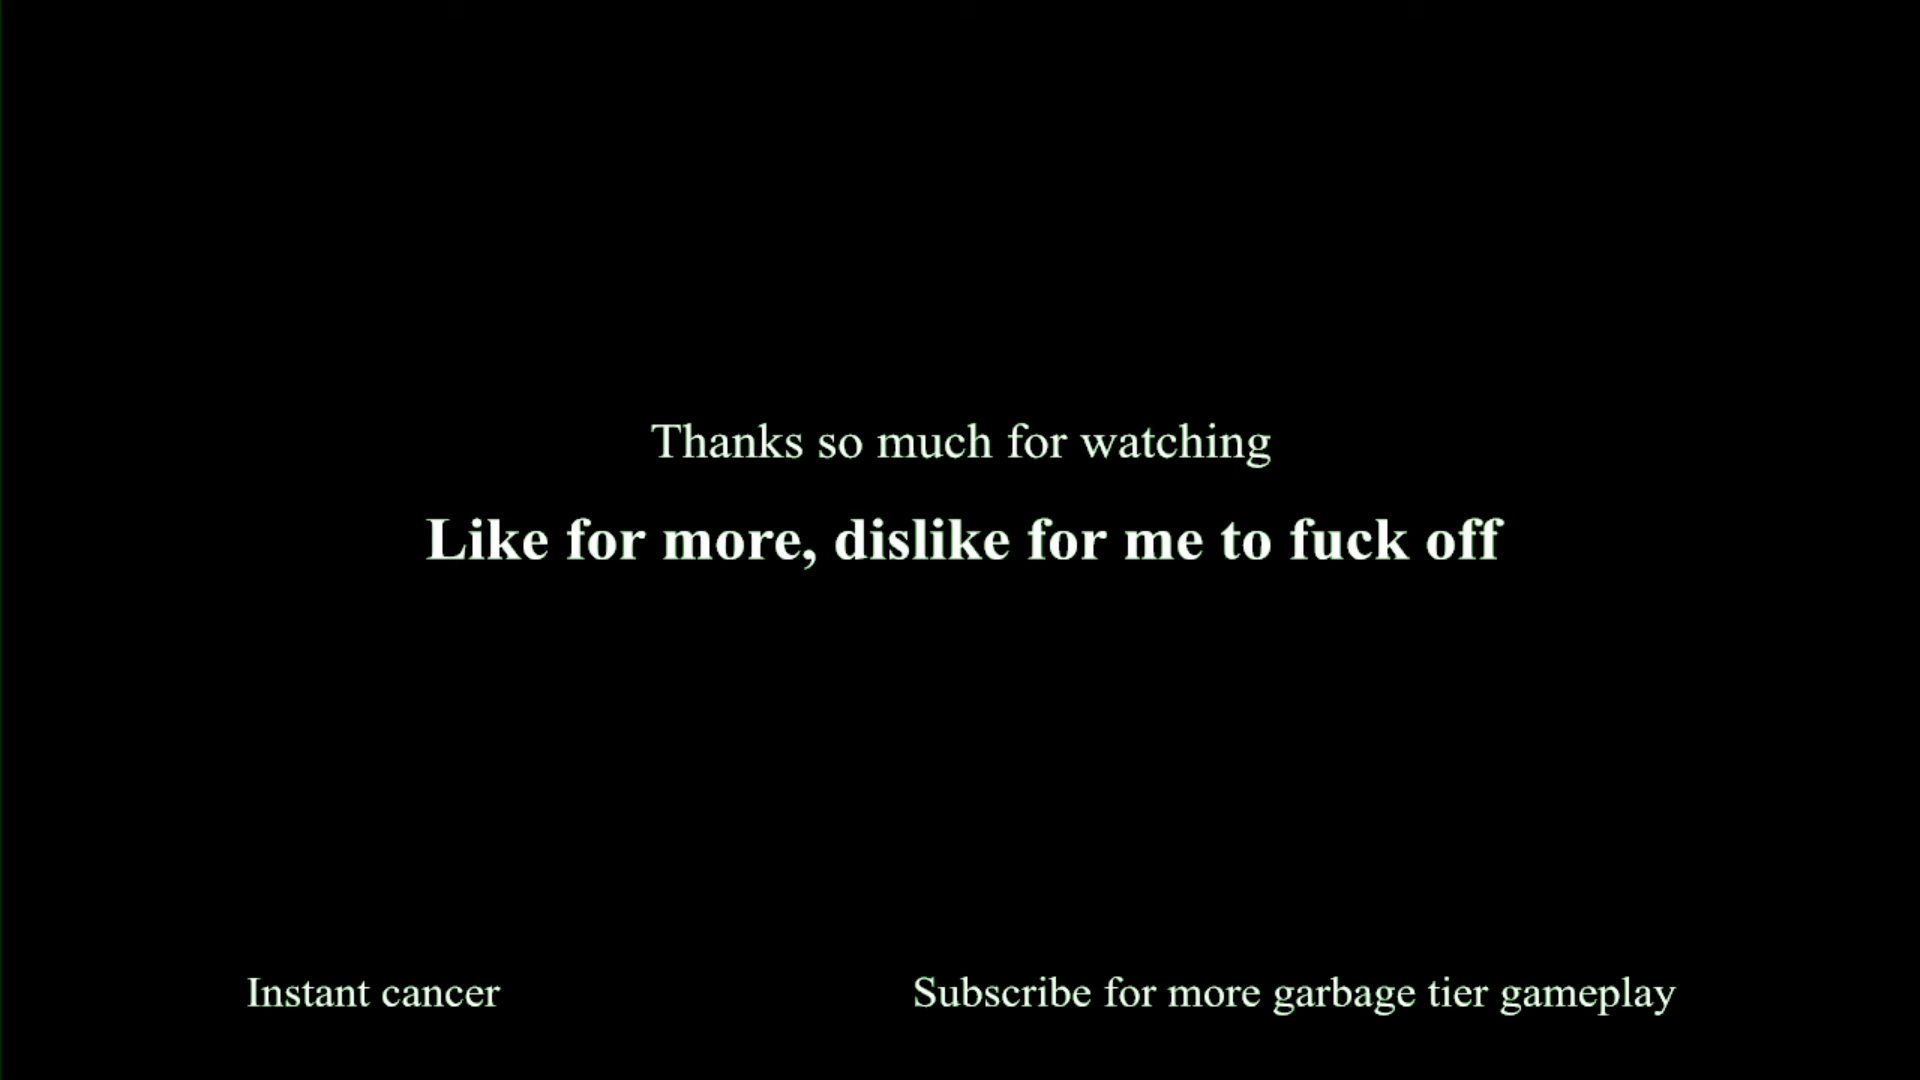 Thanks so much for watching
Like for more, dislike for me to fuck off
Instant cancer
Subscribe for more garbage tier gameplay